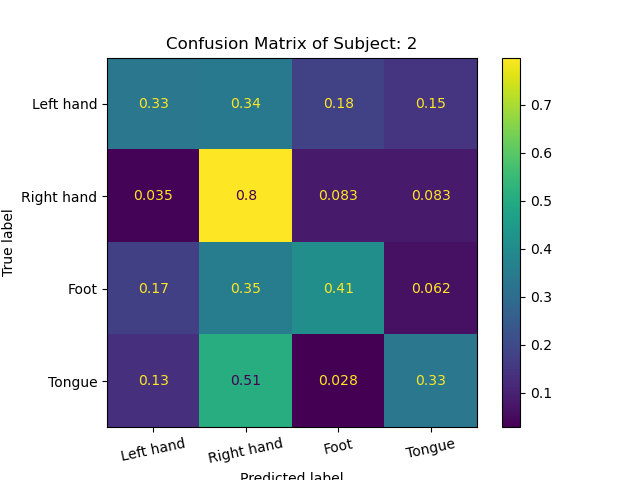 Confusion Matrix of Subject: 2
True label
Left hand 0.33 0.34 0.18 0.15
Right hand 0.035 0.8 0.083 0.083
Foot 0.17 0.35 0.41 0.062
Tongue 0.13 0.51 0.028 0.33
Left hand Right hand Foot Tongue
Predicted label
0.7
0.6
0.5
0.4
0.3
0.2
0.1